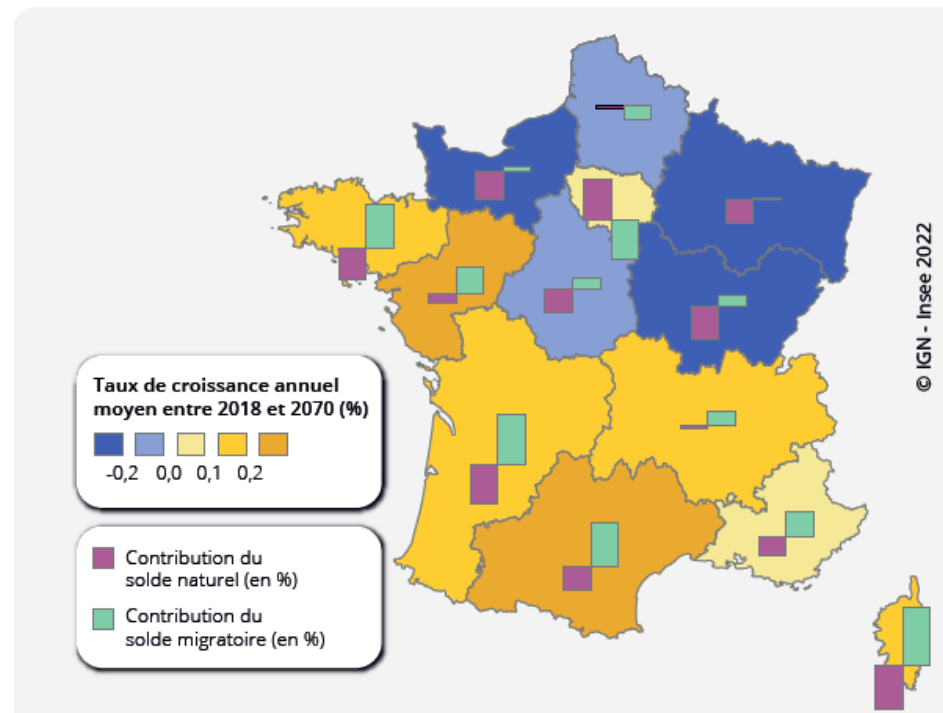 © IGN - Insee 2022
Taux de croissance annuel
moyen entre 2018 et 2070 (%)
-0,2 0,0 0,1 0,2
Contribution du
solde naturel (en %)
Contribution du
solde migratoire (en %)